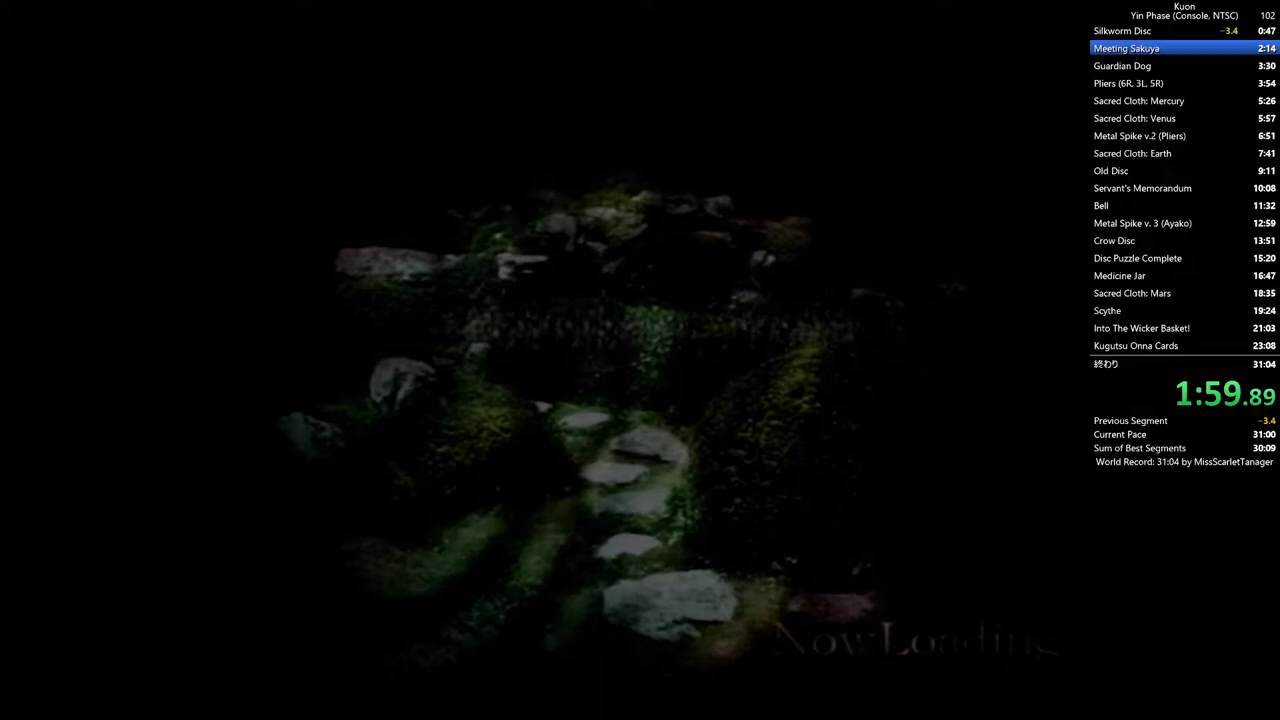 Kuon
Yin Phase (Console, NTSC) 102
Silkworm Disc −3.4 0:47
Meeting Sakuya 2:14
Guardian Dog 3:30
Pliers (6R, 3L, 5R) 3:54
Sacred Cloth: Mercury 5:26
Sacred Cloth: Venus 5:57
Metal Spike v.2 (Pliers) 6:51
Sacred Cloth: Earth 7:41
Old Disc 9:11
Servant's Memorandum 10:08
Bell 11:32
Metal Spike v. 3 (Ayako) 12:59
Crow Disc 13:51
Disc Puzzle Complete 15:20
Medicine Jar 16:47
Sacred Cloth: Mars 18:35
Scythe 19:24
Into The Wicker Basket! 21:03
Kugutsu Onna Cards 23:08
終わり 31:04
1:59.89
Previous Segment −3.4
Current Pace 31:00
Sum of Best Segments 30:09
World Record: 31:04 by MissScarletTanager
Now Loading